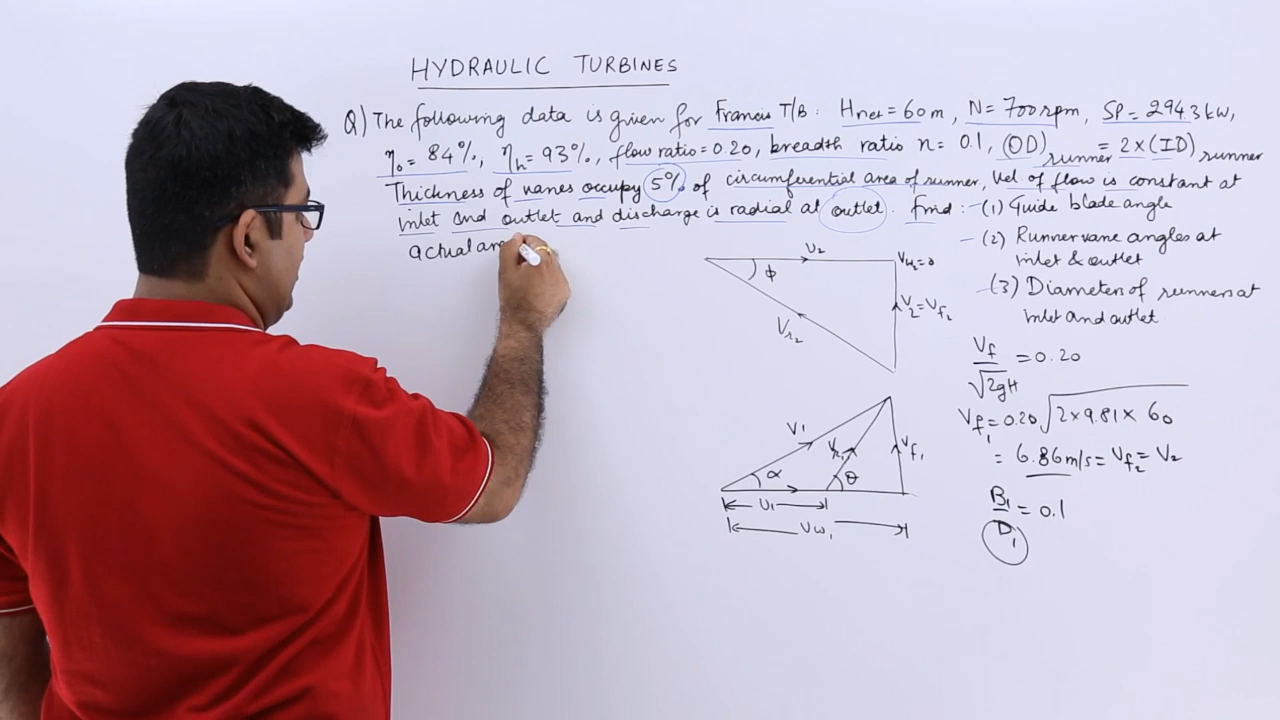 HYDRAULIC TURBINES
Q) The following data is given for Francis T/B : Hnet = 60 m, N = 700 rpm, SP = 294.3 kW,
η₀ = 84%, ηh = 93%, flow ratio = 0.20, breadth ratio n = 0.1, (OD) runner = 2 × (ID) runner
Thickness of vanes occupy 5% of circumferential area of runner, Vel of flow is constant at
inlet and outlet and discharge is radial at outlet. Find : - (1) Guide blade angle
- (2) Runner vane angles at
inlet & outlet
- (3) Diameters of runners at
inlet and outlet
actual are
u₂
φ
Vr₂
Vw₂=0
V₂ = Vf₂
V₁
Vr₁
Vf₁
α
θ
u₁
Vw₁
Vf / √2gH = 0.20
Vf₁ = 0.20 √2 × 9.81 × 60
= 6.86 m/s = Vf₂ = V₂
B₁ / D₁ = 0.1